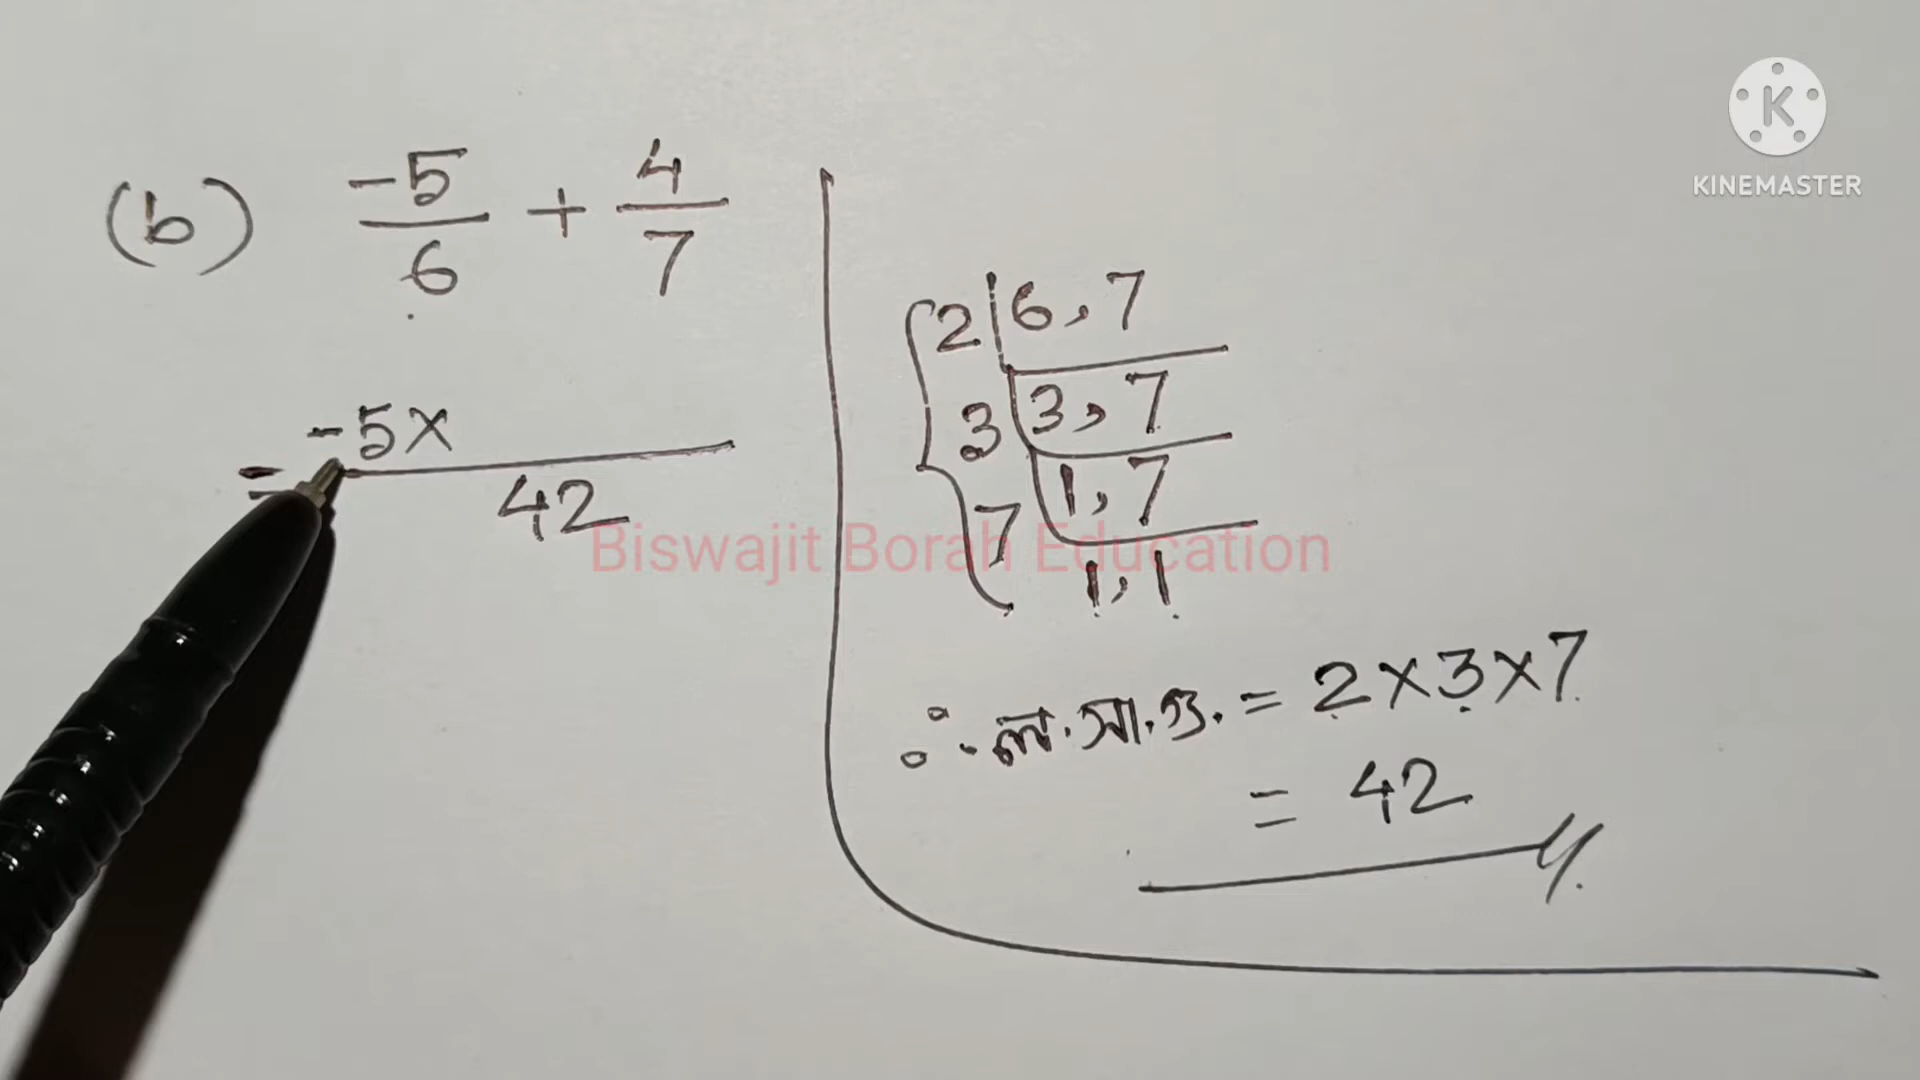 (b) -5/6 + 4/7
= -5×/42
2 | 6, 7
3 | 3, 7
7 | 1, 7
1, 1
∴ ল.সা.গু. = 2×3×7
= 42
Biswajit Borah Education
KINEMASTER